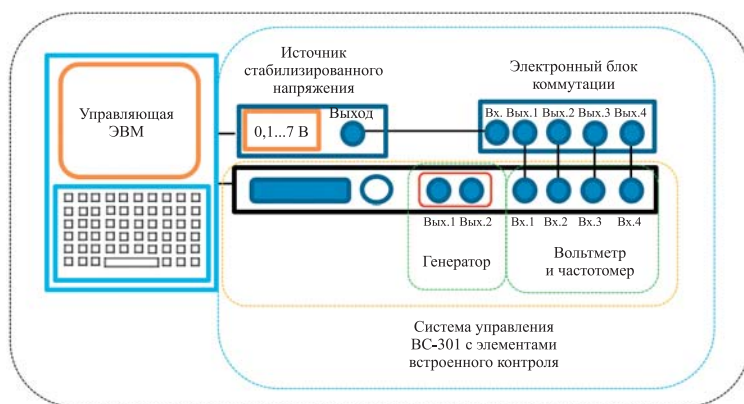 Источник
стабилизированного
напряжения
Электронный блок
коммутации
Управляющая
ЭВМ
0,1...7 В
Выход
Вх. Вых.1 Вых.2 Вых.3 Вых.4
Вых.1 Вых.2
Вх.1 Вх.2 Вх.3 Вх.4
Генератор
Вольтметр
и частотомер
Система управления
ВС-301 с элементами
встроенного контроля